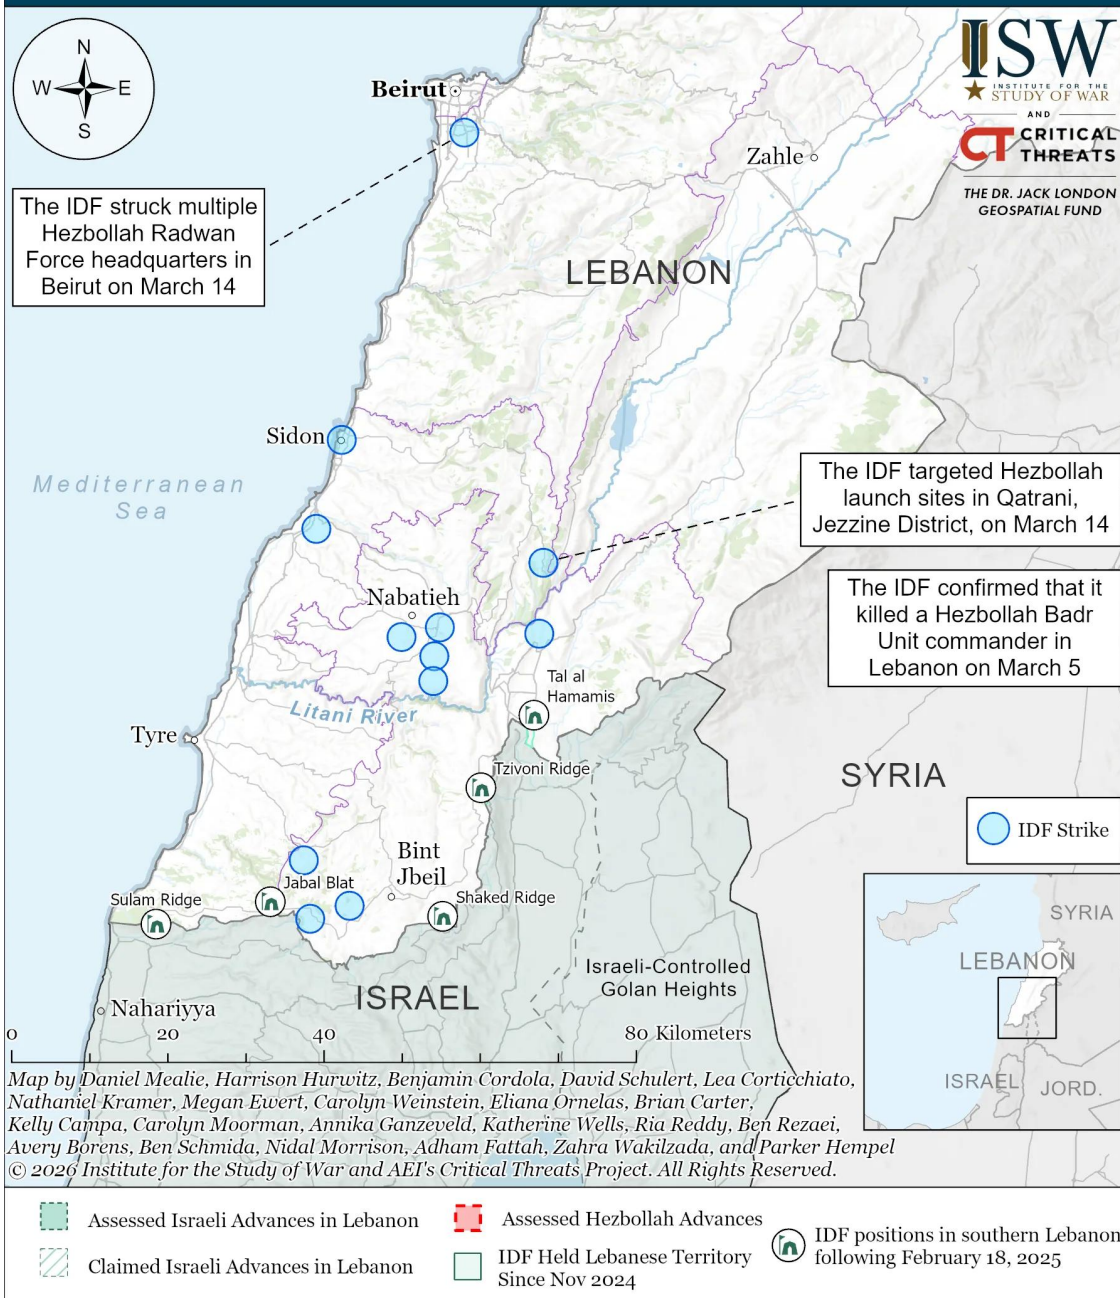 N
W E
S
Beirut
ISW
INSTITUTE FOR THE
STUDY OF WAR
AND
CT CRITICAL
THREATS
THE DR. JACK LONDON
GEOSPATIAL FUND
Zahle
The IDF struck multiple
Hezbollah Radwan
Force headquarters in
Beirut on March 14
LEBANON
Sidon
Mediterranean
Sea
The IDF targeted Hezbollah
launch sites in Qatrani,
Jezzine District, on March 14
The IDF confirmed that it
killed a Hezbollah Badr
Unit commander in
Lebanon on March 5
Nabatieh
Tal al
Hamamis
Litani River
Tyre
Tzivoni Ridge
SYRIA
IDF Strike
Bint
Jbeil
Jabal Blat
Sulam Ridge
Shaked Ridge
Israeli-Controlled
Golan Heights
ISRAEL
Nahariyya
0 20 40 80 Kilometers
SYRIA
LEBANON
ISRAEL
JORD.
Map by Daniel Mealie, Harrison Hurwitz, Benjamin Cordola, David Schulert, Lea Corticchiato,
Nathaniel Kramer, Megan Ewert, Carolyn Weinstein, Eliana Ornelas, Brian Carter,
Kelly Campa, Carolyn Moorman, Annika Ganzeveld, Katherine Wells, Ria Reddy, Ben Rezaei,
Avery Borens, Ben Schmida, Nidal Morrison, Adham Fattah, Zahra Wakilzada, and Parker Hempel
© 2026 Institute for the Study of War and AEI's Critical Threats Project. All Rights Reserved.
Assessed Israeli Advances in Lebanon
Claimed Israeli Advances in Lebanon
Assessed Hezbollah Advances
IDF Held Lebanese Territory
Since Nov 2024
IDF positions in southern Lebanon
following February 18, 2025